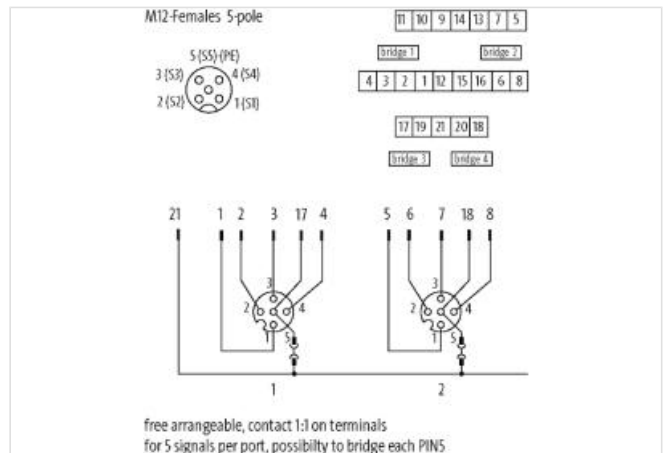 M12-Females 5-pole
11 10 9 14 13 7 5
bridge 1 bridge 2
5 (S5) (PE)
3 (S3) 4 (S4)
2 (S2) 1 (S1)
4 3 2 1 12 15 16 6 8
17 19 21 20 18
bridge 3 bridge 4
21 1 2 3 17 4 5 6 7 18 8
3 3
2 4 2 4
1 5 1 5
1 2
free arrangeable, contact 1:1 on terminals
for 5 signals per port, possibilty to bridge each PIN5